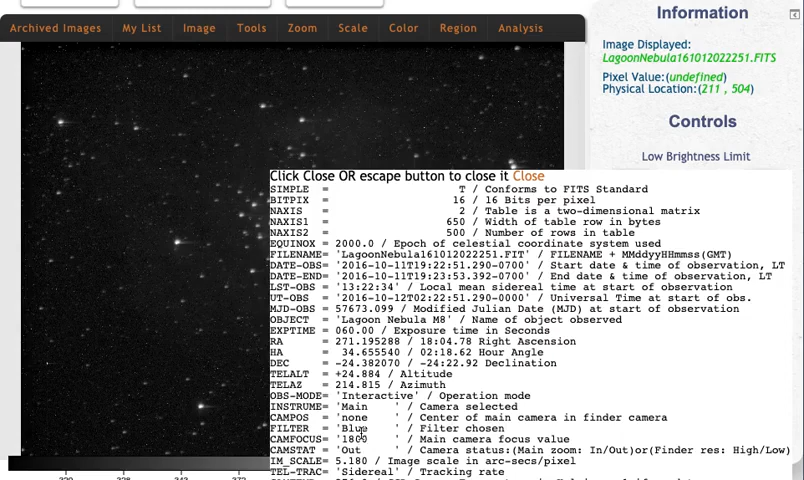 Archived Images My List Image Tools Zoom Scale Color Region Analysis
Information
Image Displayed:
LagoonNebula161012022251.FITS
Pixel Value:(undefined)
Physical Location:(211 , 504)
Controls
Low Brightness Limit
Click Close OR escape button to close it Close
SIMPLE = T / Conforms to FITS Standard
BITPIX = 16 / 16 Bits per pixel
NAXIS = 2 / Table is a two-dimensional matrix
NAXIS1 = 650 / Width of table row in bytes
NAXIS2 = 500 / Number of rows in table
EQUINOX = 2000.0 / Epoch of celestial coordinate system used
FILENAME= 'LagoonNebula161012022251.FIT' / FILENAME + MMddyyHHmmss(GMT)
DATE-OBS= '2016-10-11T19:22:51.290-0700' / Start date & time of observation, LT
DATE-END= '2016-10-11T19:23:53.392-0700' / End date & time of observation, LT
LST-OBS = '13:22:34' / Local mean sidereal time at start of observation
UT-OBS = '2016-10-12T02:22:51.290-0000' / Universal Time at start of obs.
MJD-OBS = 57673.099 / Modified Julian Date (MJD) at start of observation
OBJECT = 'Lagoon Nebula M8' / Name of object observed
EXPTIME = 060.00 / Exposure time in Seconds
RA = 271.195288 / 18:04.78 Right Ascension
HA = 34.655540 / 02:18.62 Hour Angle
DEC = -24.382070 / -24:22.92 Declination
TELALT = +24.884 / Altitude
TELAZ = 214.815 / Azimuth
OBS-MODE= 'Interactive' / Operation mode
INSTRUME= 'Main ' / Camera selected
CAMPOS = 'none ' / Center of main camera in finder camera
FILTER = 'Blue ' / Filter chosen
CAMFOCUS= '1800 ' / Main camera focus value
CAMSTAT = 'Out ' / Camera status:(Main zoom: In/Out)or(Finder res: High/Low)
IM_SCALE= 5.180 / Image scale in arc-secs/pixel
TEL-TRAC= 'Sidereal' / Tracking rate